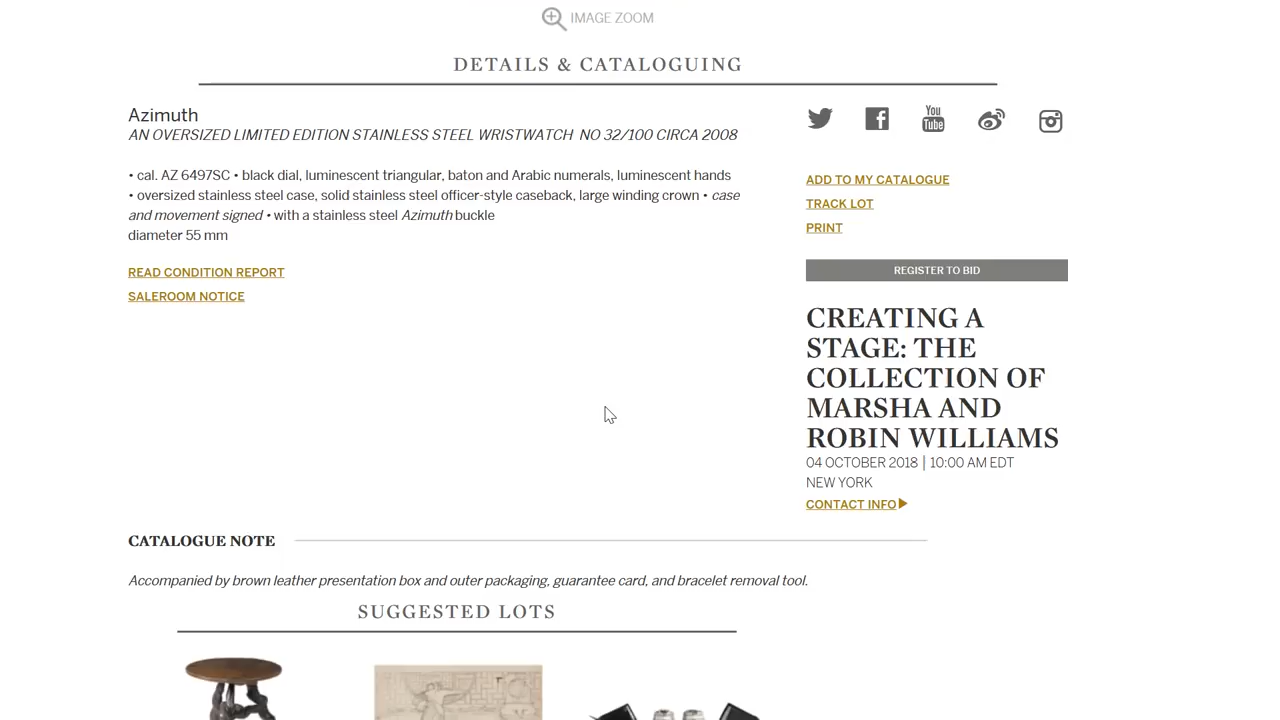 IMAGE ZOOM
DETAILS & CATALOGUING
Azimuth
AN OVERSIZED LIMITED EDITION STAINLESS STEEL WRISTWATCH NO 32/100 CIRCA 2008
• cal. AZ 6497SC • black dial, luminescent triangular, baton and Arabic numerals, luminescent hands
• oversized stainless steel case, solid stainless steel officer-style caseback, large winding crown • case
and movement signed • with a stainless steel Azimuth buckle
diameter 55 mm
READ CONDITION REPORT
SALEROOM NOTICE
You
Tube
ADD TO MY CATALOGUE
TRACK LOT
PRINT
REGISTER TO BID
CREATING A
STAGE: THE
COLLECTION OF
MARSHA AND
ROBIN WILLIAMS
04 OCTOBER 2018 | 10:00 AM EDT
NEW YORK
CONTACT INFO
CATALOGUE NOTE
Accompanied by brown leather presentation box and outer packaging, guarantee card, and bracelet removal tool.
SUGGESTED LOTS